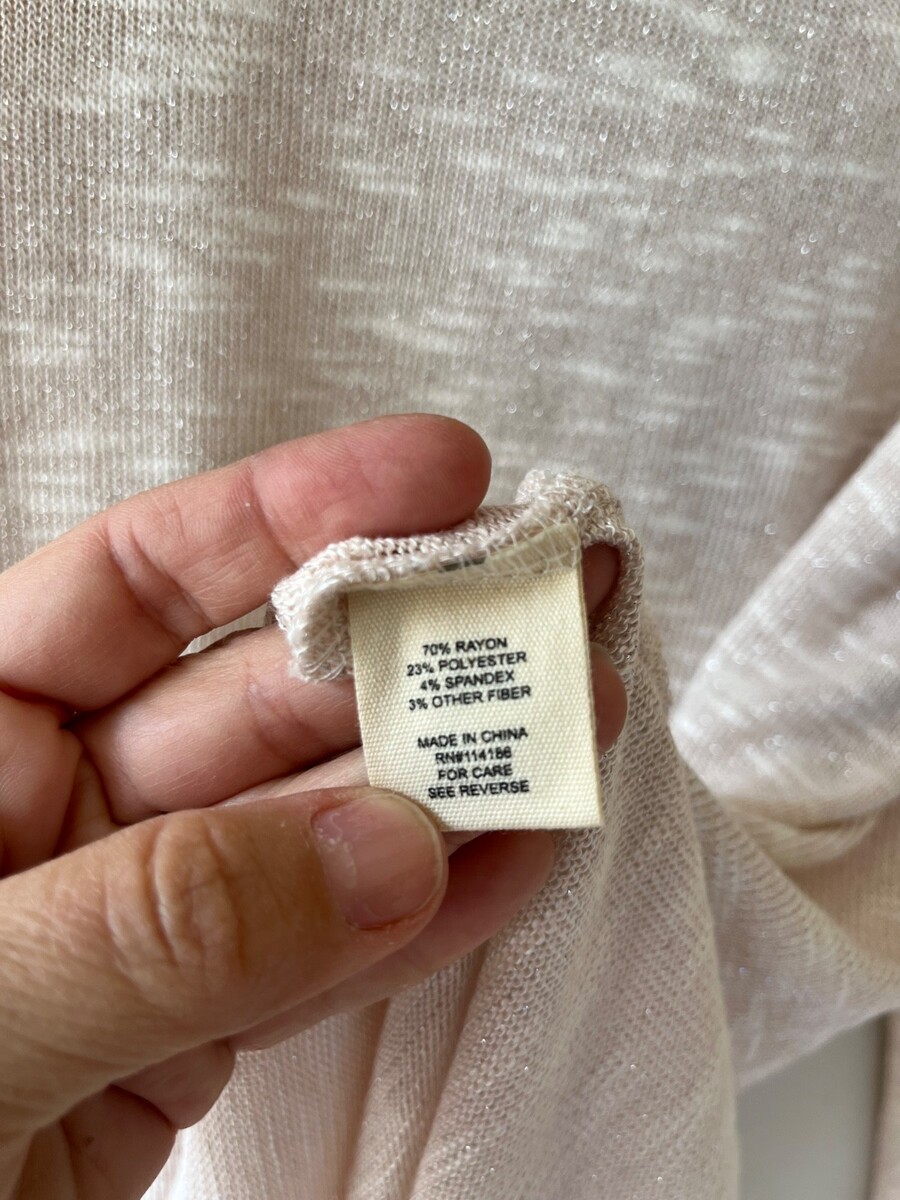 70% RAYON
23% POLYESTER
4% SPANDEX
3% OTHER FIBER
MADE IN CHINA
RN#114186
FOR CARE
SEE REVERSE